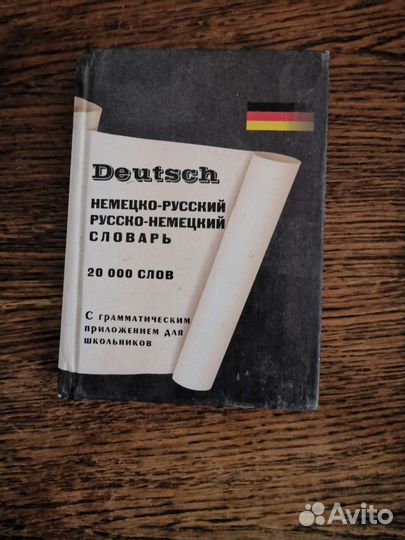 Deutsch
НЕМЕЦКО-РУССКИЙ
РУССКО-НЕМЕЦКИЙ
СЛОВАРЬ
20 000 СЛОВ
С ГРАММАТИЧЕСКИМ
ПРИЛОЖЕНИЕМ ДЛЯ
ШКОЛЬНИКОВ
Avito